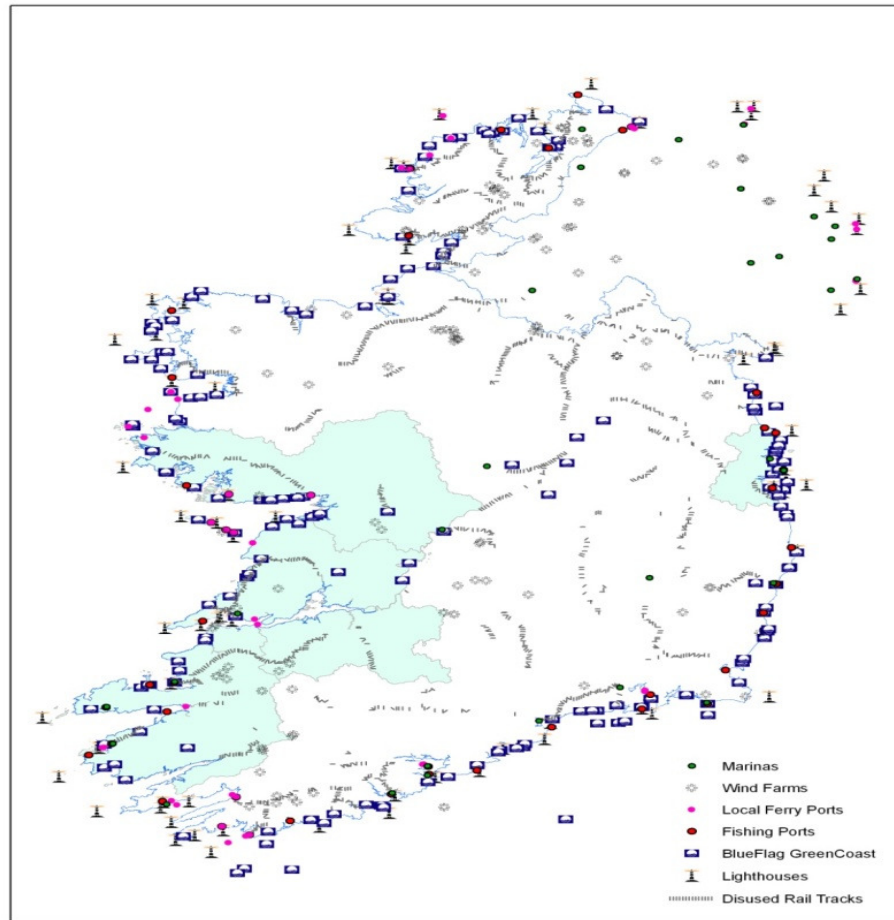 Marinas
Wind Farms
Local Ferry Ports
Fishing Ports
BlueFlag GreenCoast
Lighthouses
Disused Rail Tracks